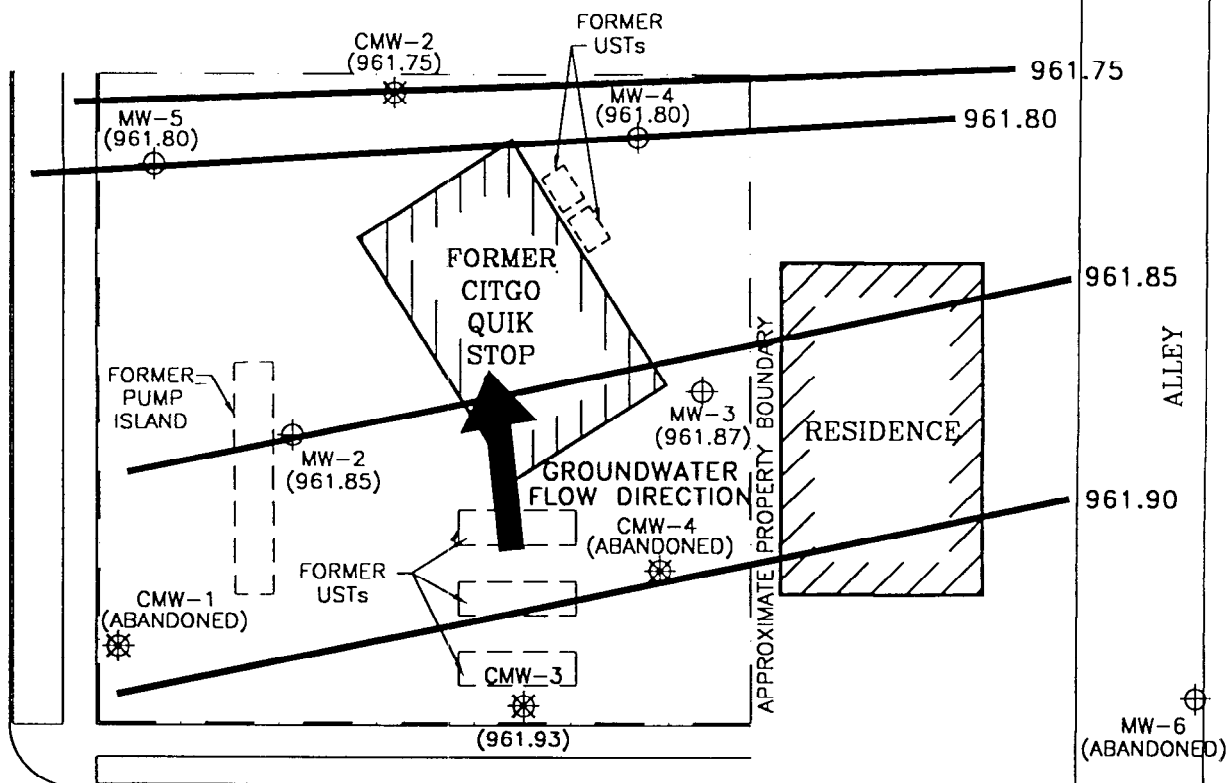 FORMER
USTs
CMW-2
(961.75)
961.75
MW-5
(961.80)
MW-4
(961.80)
961.80
FORMER
CITGO
QUIK
STOP
961.85
ALLEY
FORMER
PUMP
ISLAND
MW-2
(961.85)
MW-3
(961.87)
APPROXIMATE PROPERTY BOUNDARY
RESIDENCE
GROUNDWATER
FLOW DIRECTION
961.90
CMW-4
(ABANDONED)
FORMER
USTs
CMW-1
(ABANDONED)
CMW-3
(961.93)
MW-6
(ABANDONED)